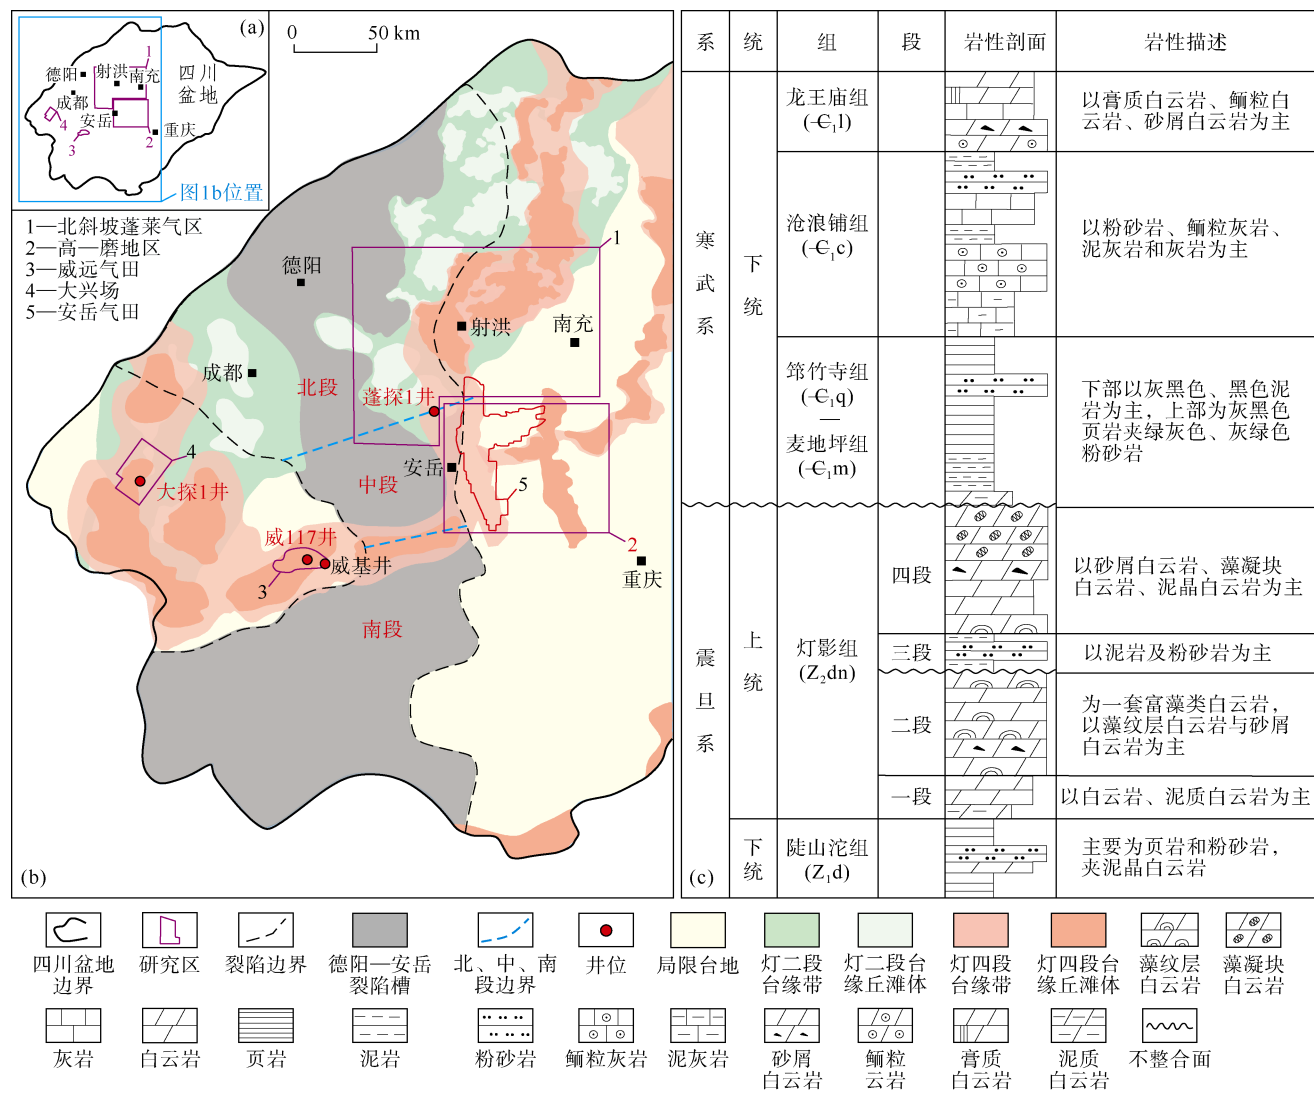 (a)
德阳
射洪
南充
成都
安岳
重庆
四川
盆地
1
2
3
4
图1b位置
0
50 km
1—北斜坡蓬莱气区
2—高—磨地区
3—威远气田
4—大兴场
5—安岳气田
德阳
1
射洪
南充
成都
北段
蓬探1井
4
大探1井
安岳
中段
5
威117井
威基井
3
2
重庆
南段
(b)
系
统
组
段
岩性剖面
岩性描述
寒武系
下统
龙王庙组
(Є₁l)
以膏质白云岩、鲕粒白
云岩、砂屑白云岩为主
沧浪铺组
(Є₁c)
以粉砂岩、鲕粒灰岩、
泥灰岩和灰岩为主
筇竹寺组
(Є₁q)
—
麦地坪组
(Є₁m)
下部以灰黑色、黑色泥
岩为主，上部为灰黑色
页岩夹绿灰色、灰绿色
粉砂岩
震旦系
上统
灯影组
(Z₂dn)
四段
以砂屑白云岩、藻凝块
白云岩、泥晶白云岩为主
三段
以泥岩及粉砂岩为主
二段
为一套富藻类白云岩，
以藻纹层白云岩与砂屑
白云岩为主
一段
以白云岩、泥质白云岩为主
下统
陡山沱组
(Z₁d)
主要为页岩和粉砂岩，
夹泥晶白云岩
(c)
四川盆地
边界
研究区
裂陷边界
德阳—安岳
裂陷槽
北、中、南
段边界
井位
局限台地
灯二段
台缘带
灯二段台
缘丘滩体
灯四段
台缘带
灯四段台
缘丘滩体
藻纹层
白云岩
藻凝块
白云岩
灰岩
白云岩
页岩
泥岩
粉砂岩
鲕粒灰岩
泥灰岩
砂屑
白云岩
鲕粒
云岩
膏质
白云岩
泥质
白云岩
不整合面